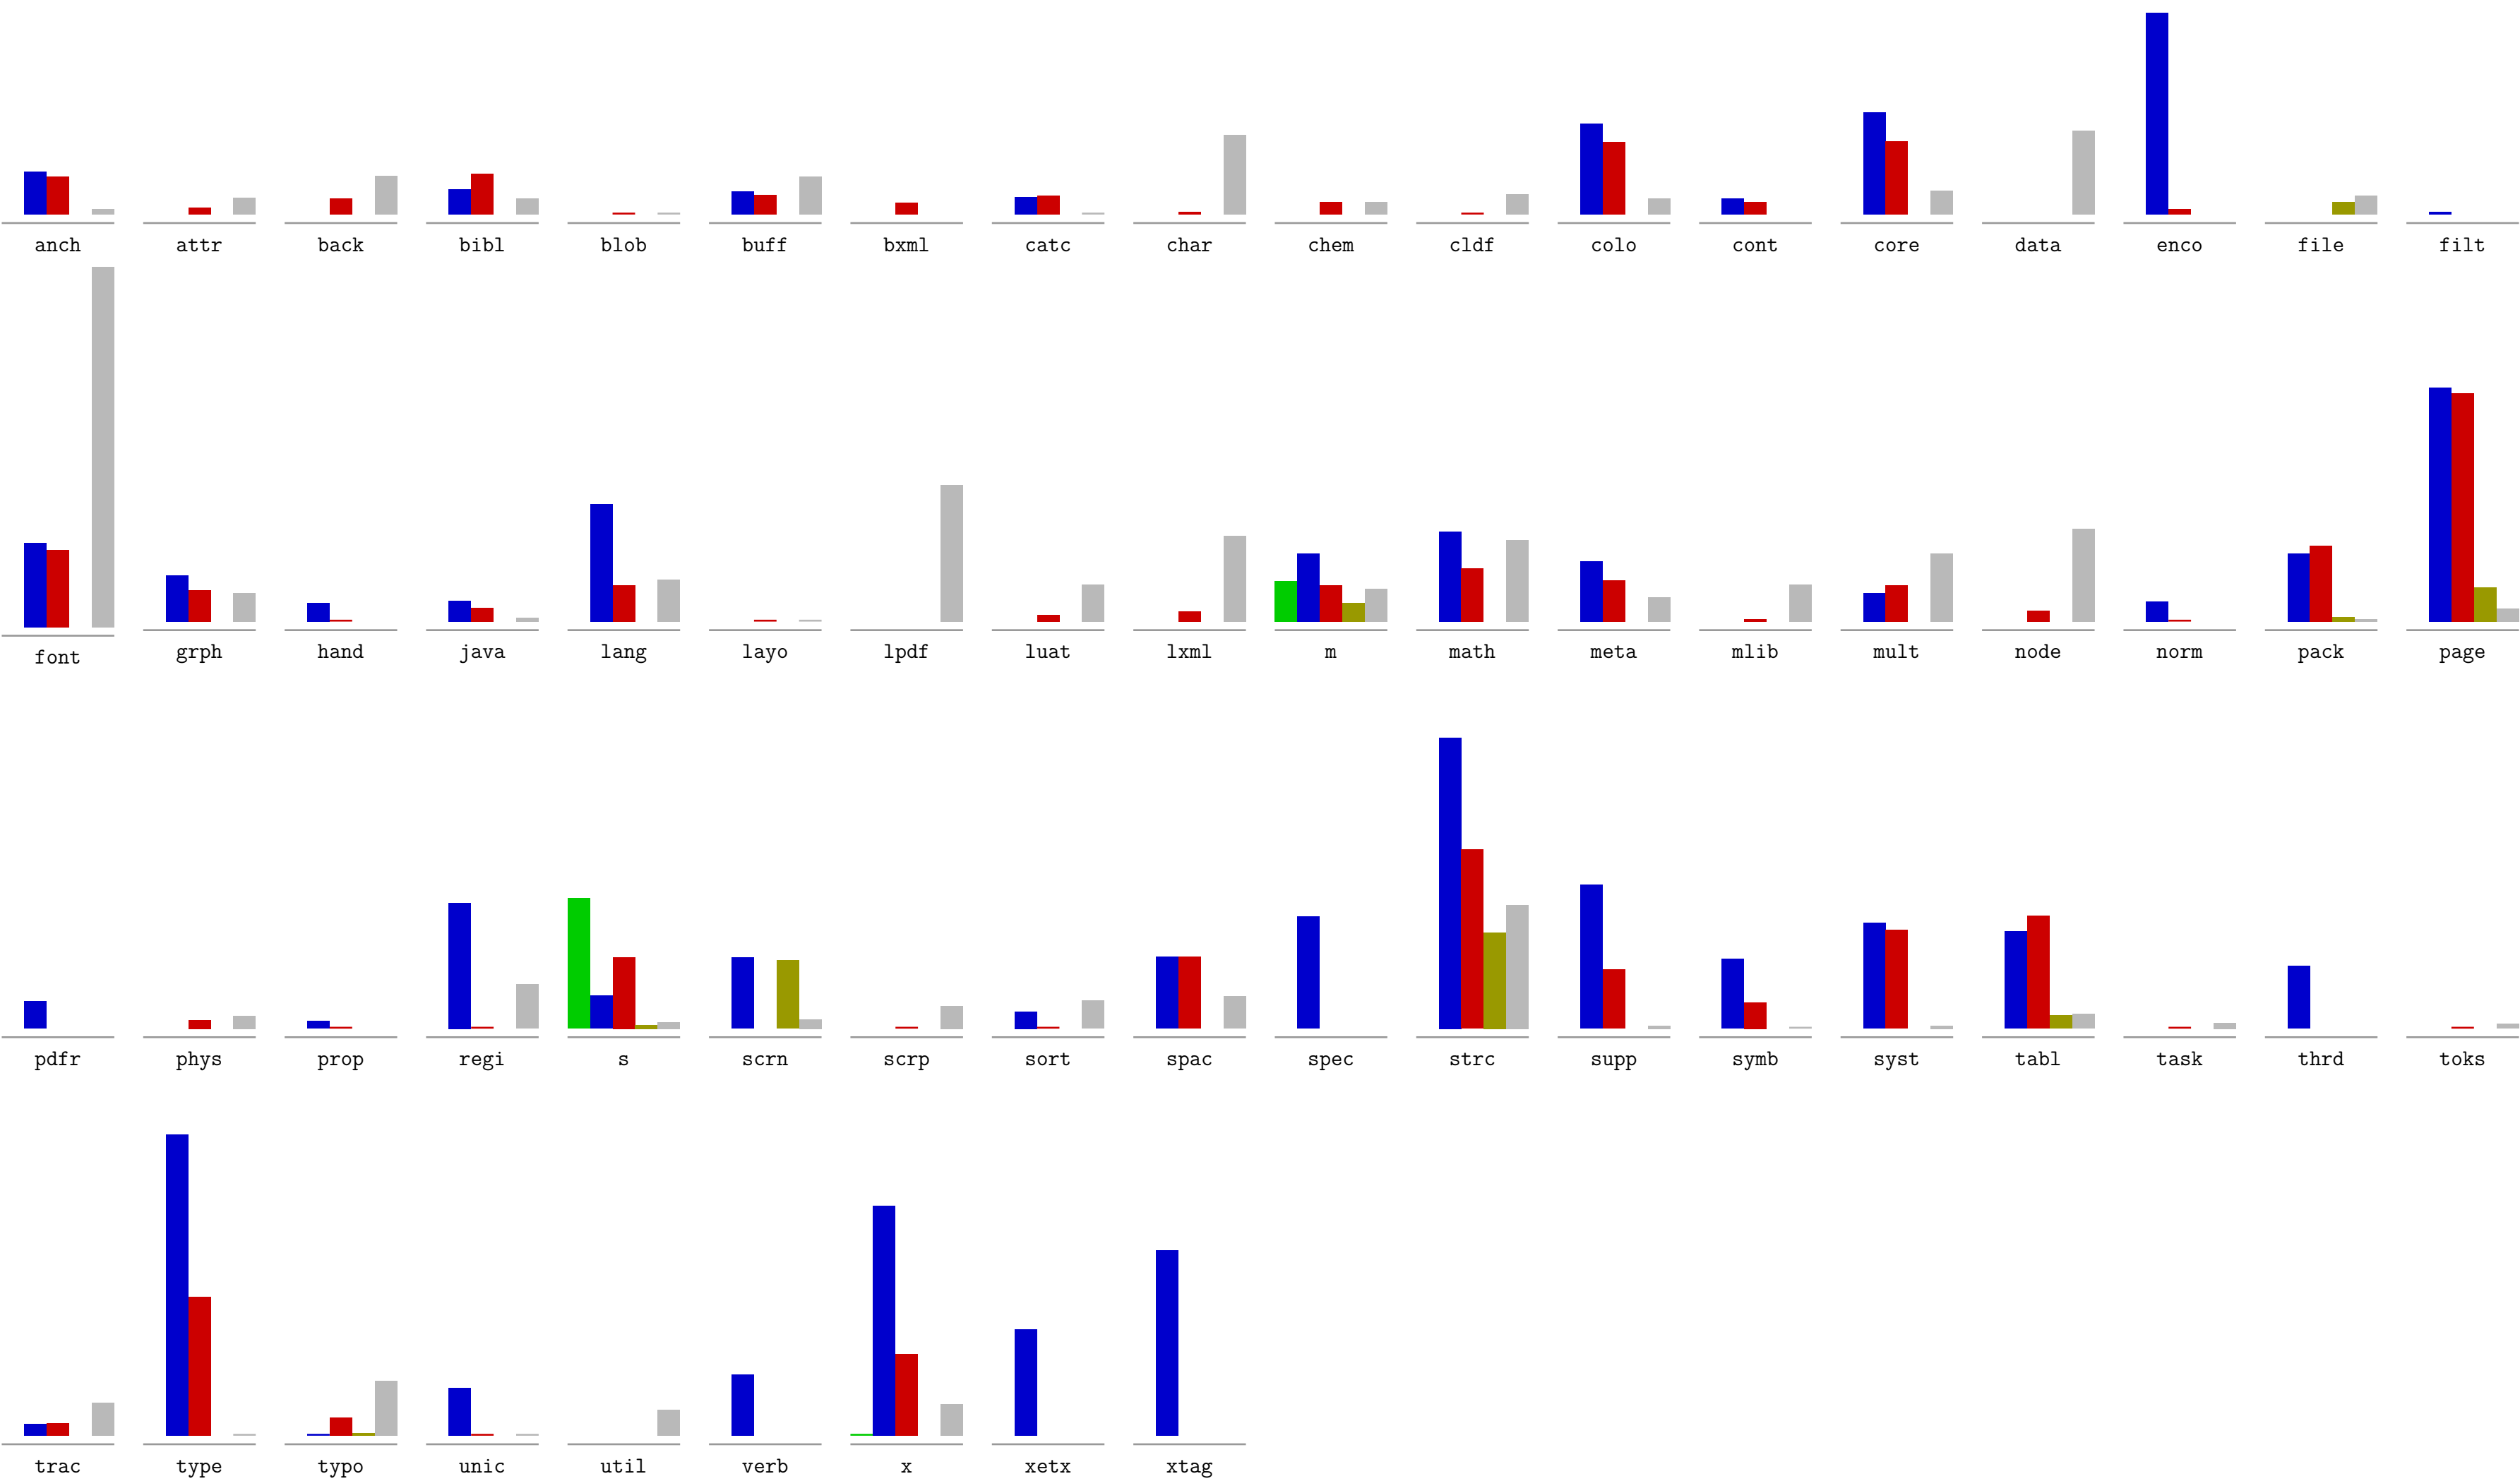 anch attr back bibl blob buff bxml catc char chem cldf colo cont core data enco file filt
font grph hand java lang layo lpdf luat lxml m math meta mlib mult node norm pack page
pdfr phys prop regi s scrn scrp sort spac spec strc supp symb syst tabl task thrd toks
trac type typo unic util verb x xetx xtag